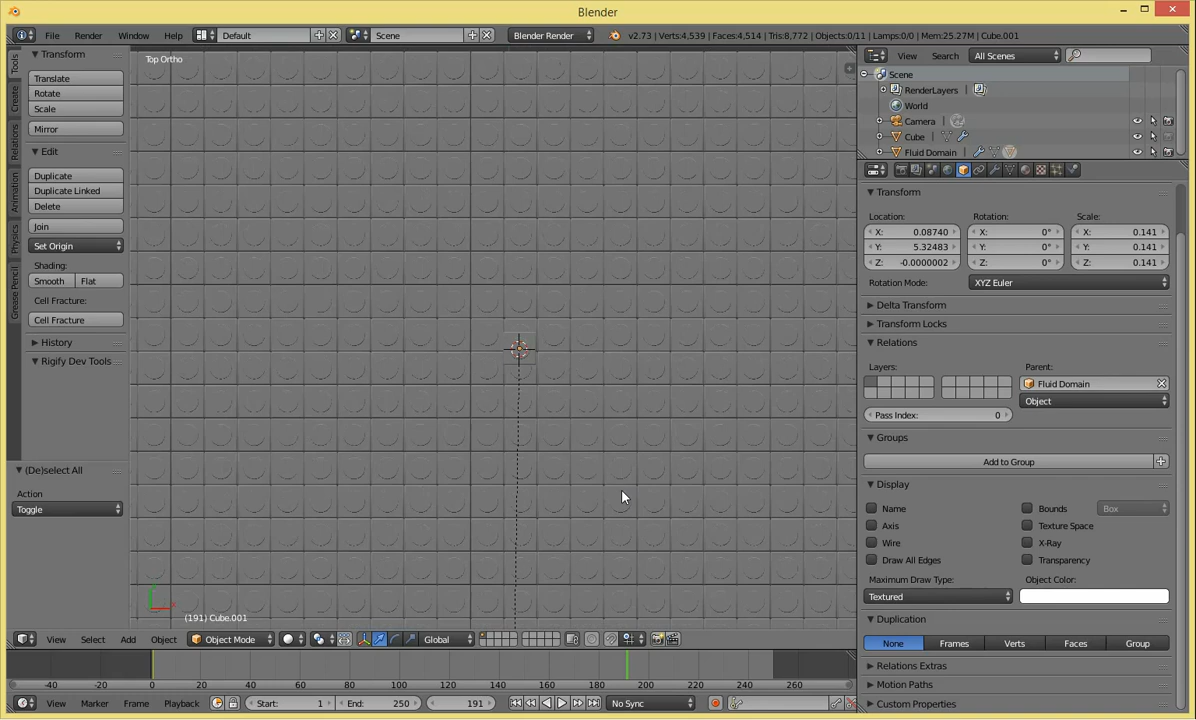 Blender
File Render Window Help Default Scene Blender Render v2.73 | Verts:4,539 | Faces:4,514 | Tris:8,772 | Objects:0/11 | Lamps:0/0 | Mem:25.27M | Cube.001
Tools
Create
Relations
Animation
Physics
Grease Pencil
Transform
Translate
Rotate
Scale
Mirror
Edit
Duplicate
Duplicate Linked
Delete
Join
Set Origin
Shading:
Smooth Flat
Cell Fracture:
Cell Fracture
History
Rigify Dev Tools
(De)select All
Action
Toggle
Top Ortho
(191) Cube.001
View Select Add Object Object Mode Global
-40 -20 0 20 40 60 80 100 120 140 160 180 200 220 240 260
View Marker Frame Playback Start: 1 End: 250 191 No Sync
View Search All Scenes
Scene
RenderLayers
World
Camera
Cube
Fluid Domain
Transform
Location: Rotation: Scale:
X: 0.08740 X: 0° X: 0.141
Y: 5.32483 Y: 0° Y: 0.141
Z: -0.0000002 Z: 0° Z: 0.141
Rotation Mode: XYZ Euler
Delta Transform
Transform Locks
Relations
Layers: Parent:
Fluid Domain
Object
Pass Index: 0
Groups
Add to Group
Display
Name Bounds Box
Axis Texture Space
Wire X-Ray
Draw All Edges Transparency
Maximum Draw Type: Object Color:
Textured
Duplication
None Frames Verts Faces Group
Relations Extras
Motion Paths
Custom Properties